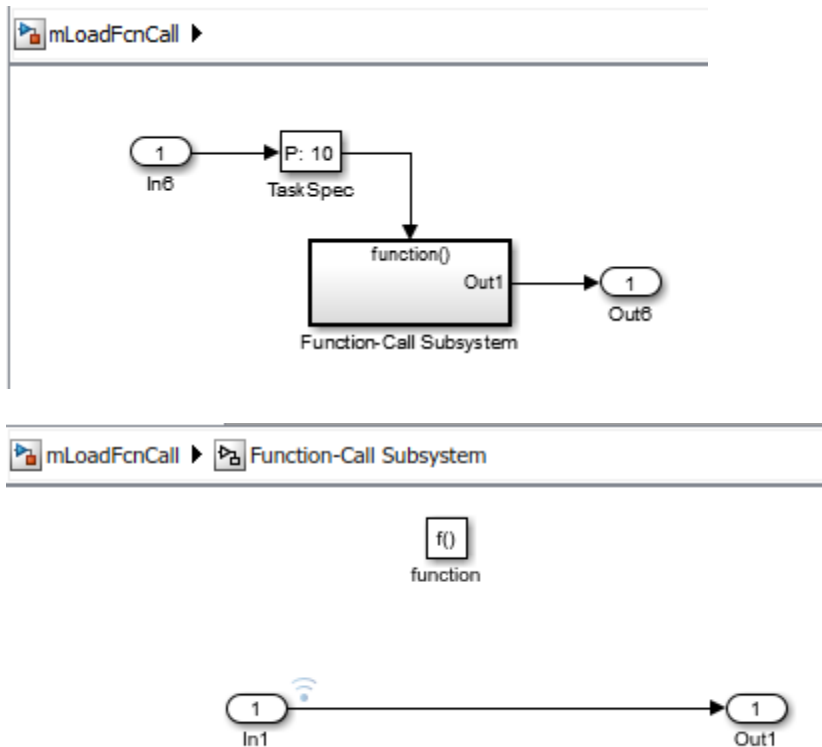 mLoadFcnCall
1
In6
P: 10
TaskSpec
function()
Out1
Function-Call Subsystem
1
Out6
mLoadFcnCall Function-Call Subsystem
f()
function
1
In1
1
Out1